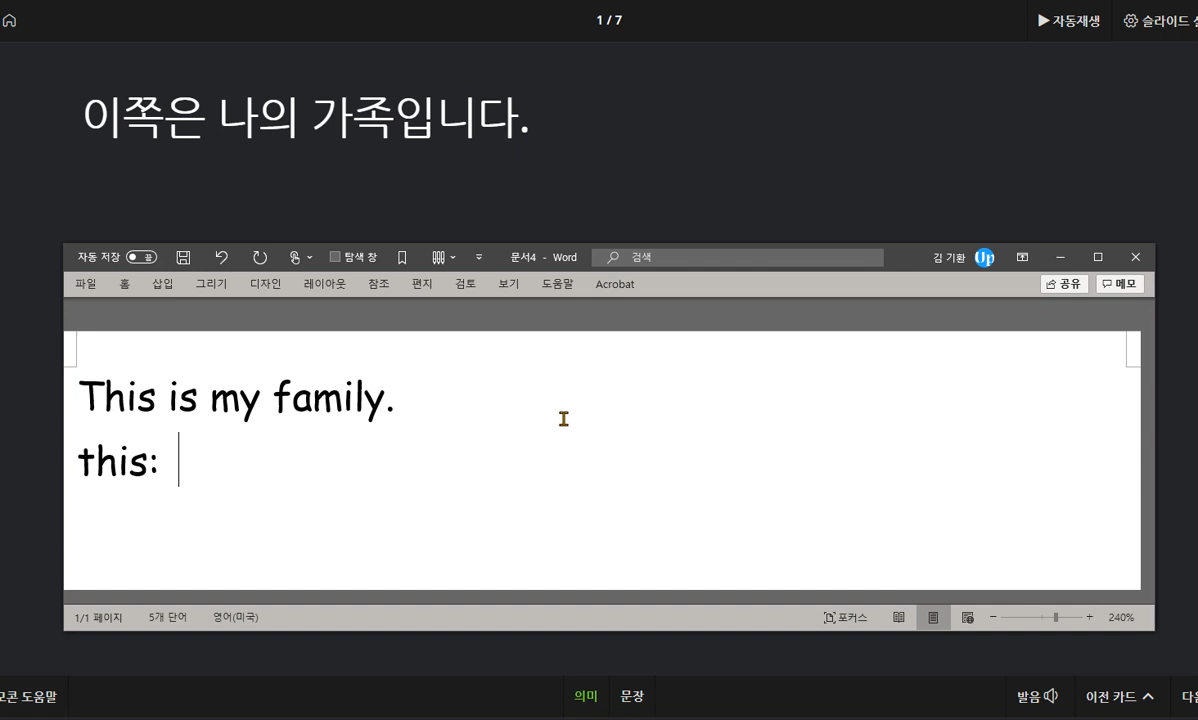 1 / 7
자동재생
슬라이드
이쪽은 나의 가족입니다.
자동 저장 끔 탐색 창 문서4 - Word 검색 김 기환 Up
파일 홈 삽입 그리기 디자인 레이아웃 참조 편지 검토 보기 도움말 Acrobat 공유 메모
This is my family.
this:
1/1 페이지 5개 단어 영어(미국) 포커스 240%
도움말 의미 문장 발음 이전 카드